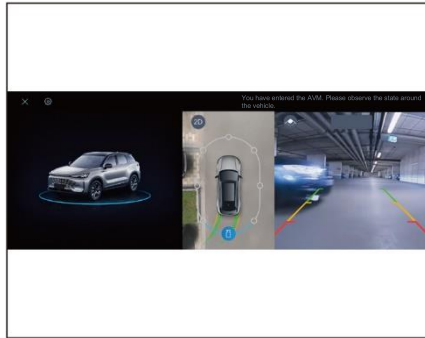 You have entered the AVM. Please observe the state around
the vehicle.
2D